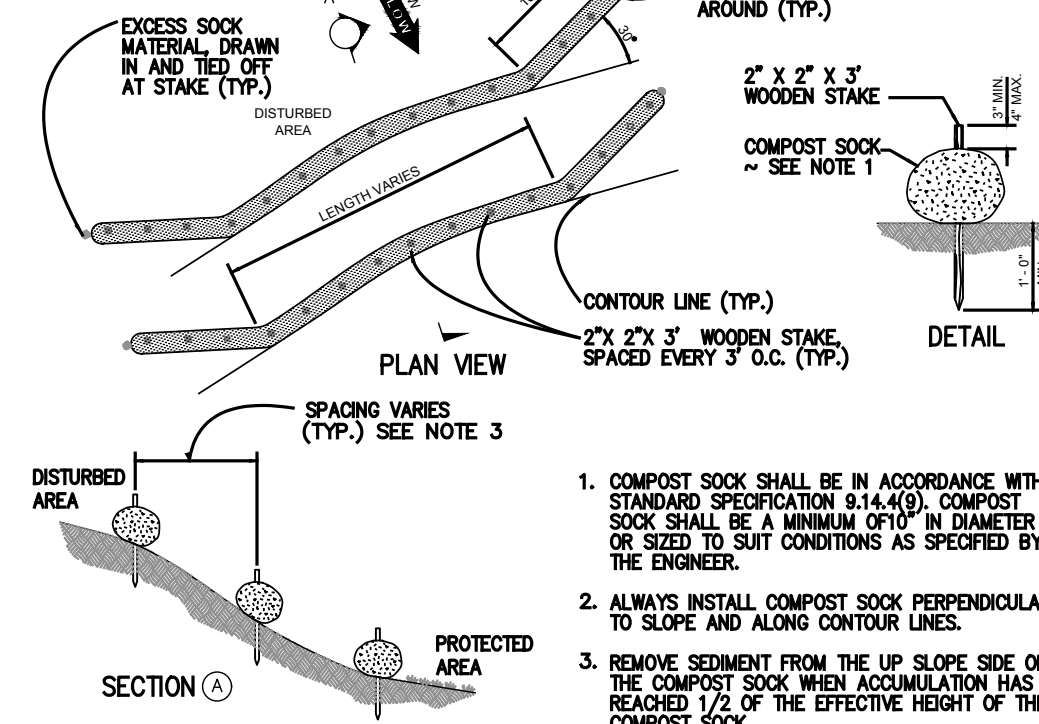 EXCESS SOCK
MATERIAL, DRAWN
IN AND TIED OFF
AT STAKE (TYP.)
DISTURBED
AREA
30°
AROUND (TYP.)
2" X 2" X 3'
WOODEN STAKE
3" MIN.
4" MAX.
COMPOST SOCK
~ SEE NOTE 1
LENGTH VARIES
1' - 0"
CONTOUR LINE (TYP.)
2"X 2"X 3' WOODEN STAKE,
SPACED EVERY 3' O.C. (TYP.)
DETAIL
PLAN VIEW
SPACING VARIES
(TYP.) SEE NOTE 3
DISTURBED
AREA
PROTECTED
AREA
SECTION A
1. COMPOST SOCK SHALL BE IN ACCORDANCE WITH
STANDARD SPECIFICATION 9.14.4(9). COMPOST
SOCK SHALL BE A MINIMUM OF10" IN DIAMETER
OR SIZED TO SUIT CONDITIONS AS SPECIFIED BY
THE ENGINEER.
2. ALWAYS INSTALL COMPOST SOCK PERPENDICULA
TO SLOPE AND ALONG CONTOUR LINES.
3. REMOVE SEDIMENT FROM THE UP SLOPE SIDE O
THE COMPOST SOCK WHEN ACCUMULATION HAS
REACHED 1/2 OF THE EFFECTIVE HEIGHT OF TH
COMPOST SOCK